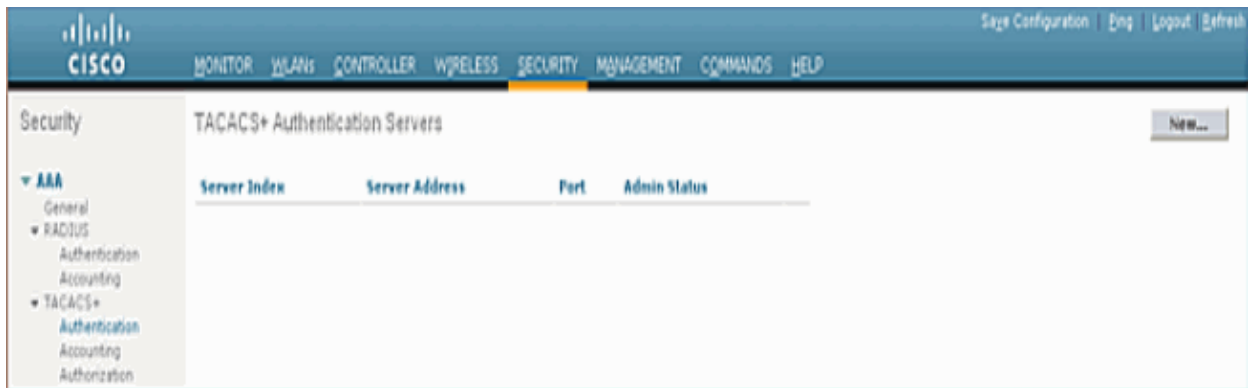 Save Configuration | Ping | Logout | Refresh
CISCO
MONITOR WLANs CONTROLLER WIRELESS SECURITY MANAGEMENT COMMANDS HELP
Security
AAA
General
RADIUS
Authentication
Accounting
TACACS+
Authentication
Accounting
Authorization
TACACS+ Authentication Servers
New...
Server Index Server Address Port Admin Status